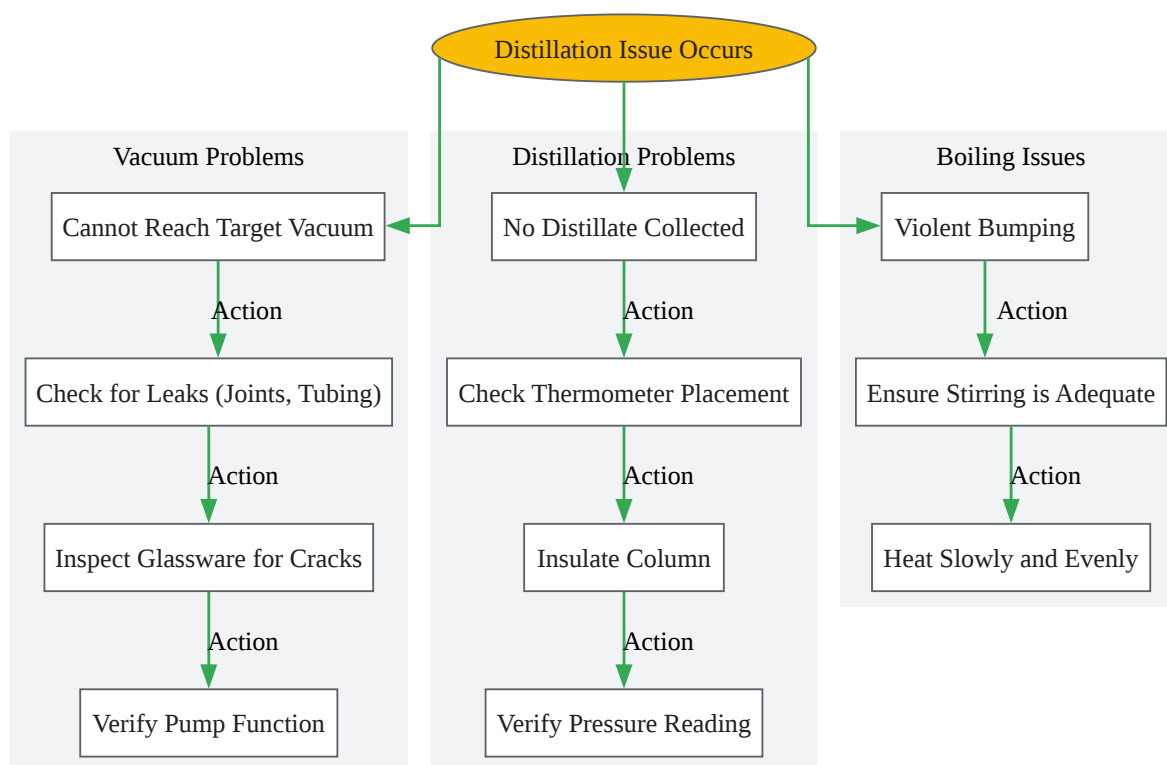 Distillation Issue Occurs
Vacuum Problems
Cannot Reach Target Vacuum
Action
Check for Leaks (Joints, Tubing)
Action
Inspect Glassware for Cracks
Action
Verify Pump Function
Distillation Problems
No Distillate Collected
Action
Check Thermometer Placement
Action
Insulate Column
Action
Verify Pressure Reading
Boiling Issues
Violent Bumping
Action
Ensure Stirring is Adequate
Action
Heat Slowly and Evenly